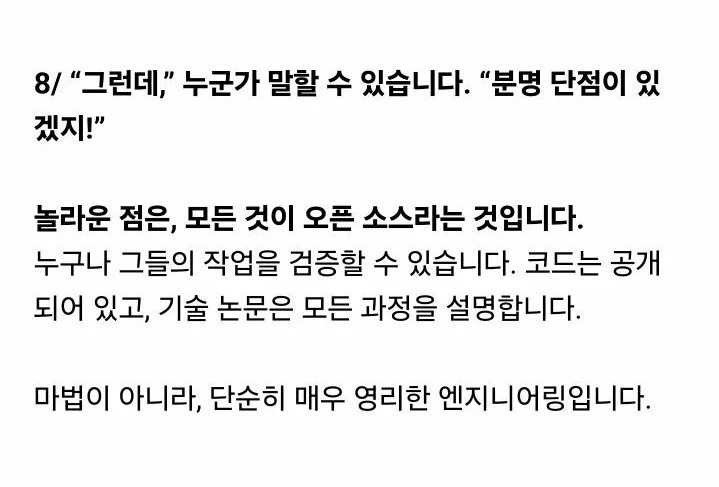 8/ “그런데,” 누군가 말할 수 있습니다. “분명 단점이 있
겠지!”
놀라운 점은, 모든 것이 오픈 소스라는 것입니다.
누구나 그들의 작업을 검증할 수 있습니다. 코드는 공개
되어 있고, 기술 논문은 모든 과정을 설명합니다.
마법이 아니라, 단순히 매우 영리한 엔지니어링입니다.